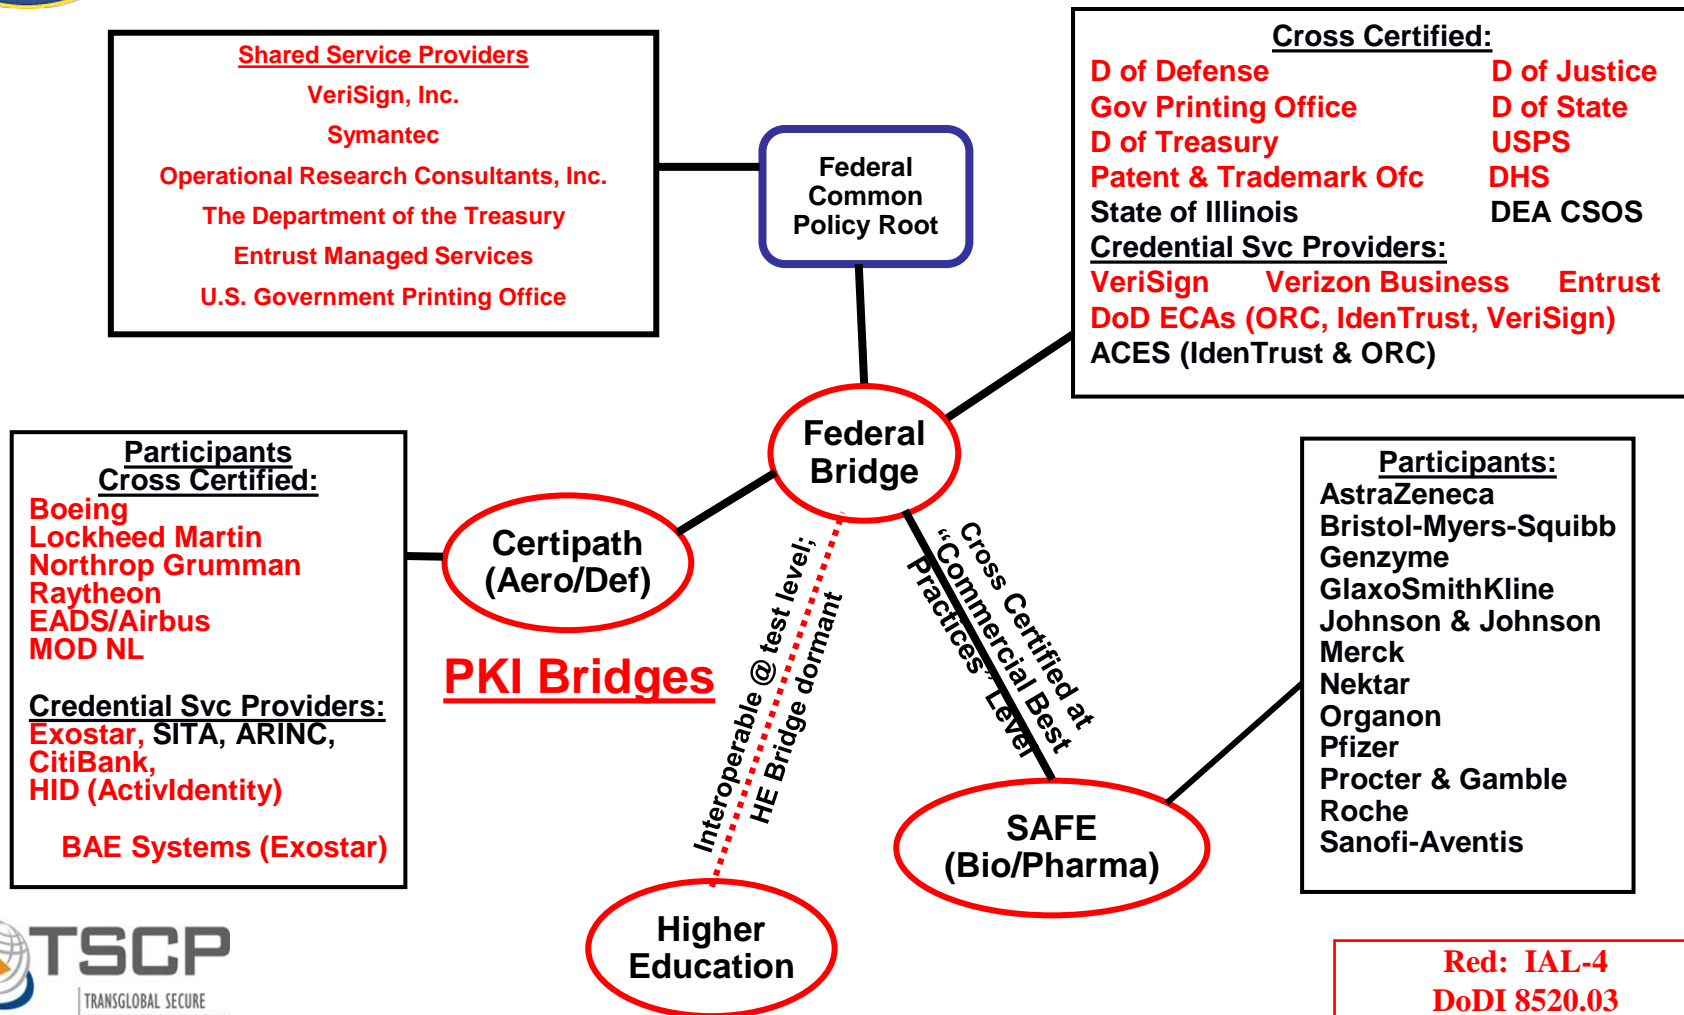 Shared Service Providers
VeriSign, Inc.
Symantec
Operational Research Consultants, Inc.
The Department of the Treasury
Entrust Managed Services
U.S. Government Printing Office
Federal
Common
Policy Root
Cross Certified:
D of Defense D of Justice
Gov Printing Office D of State
D of Treasury USPS
Patent & Trademark Ofc DHS
State of Illinois DEA CSOS
Credential Svc Providers:
VeriSign Verizon Business Entrust
DoD ECAs (ORC, IdenTrust, VeriSign)
ACES (IdenTrust & ORC)
Federal
Bridge
Participants
Cross Certified:
Boeing
Lockheed Martin
Northrop Grumman
Raytheon
EADS/Airbus
MOD NL
Credential Svc Providers:
Exostar, SITA, ARINC,
CitiBank,
HID (ActivIdentity)
BAE Systems (Exostar)
Certipath
(Aero/Def)
PKI Bridges
Interoperable @ test level;
HE Bridge dormant
Cross Certified at
“Commercial Best
Practices” Level
Participants:
AstraZeneca
Bristol-Myers-Squibb
Genzyme
GlaxoSmithKline
Johnson & Johnson
Merck
Nektar
Organon
Pfizer
Procter & Gamble
Roche
Sanofi-Aventis
SAFE
(Bio/Pharma)
Higher
Education
TSCP
TRANSGLOBAL SECURE
Red: IAL-4
DoDI 8520.03